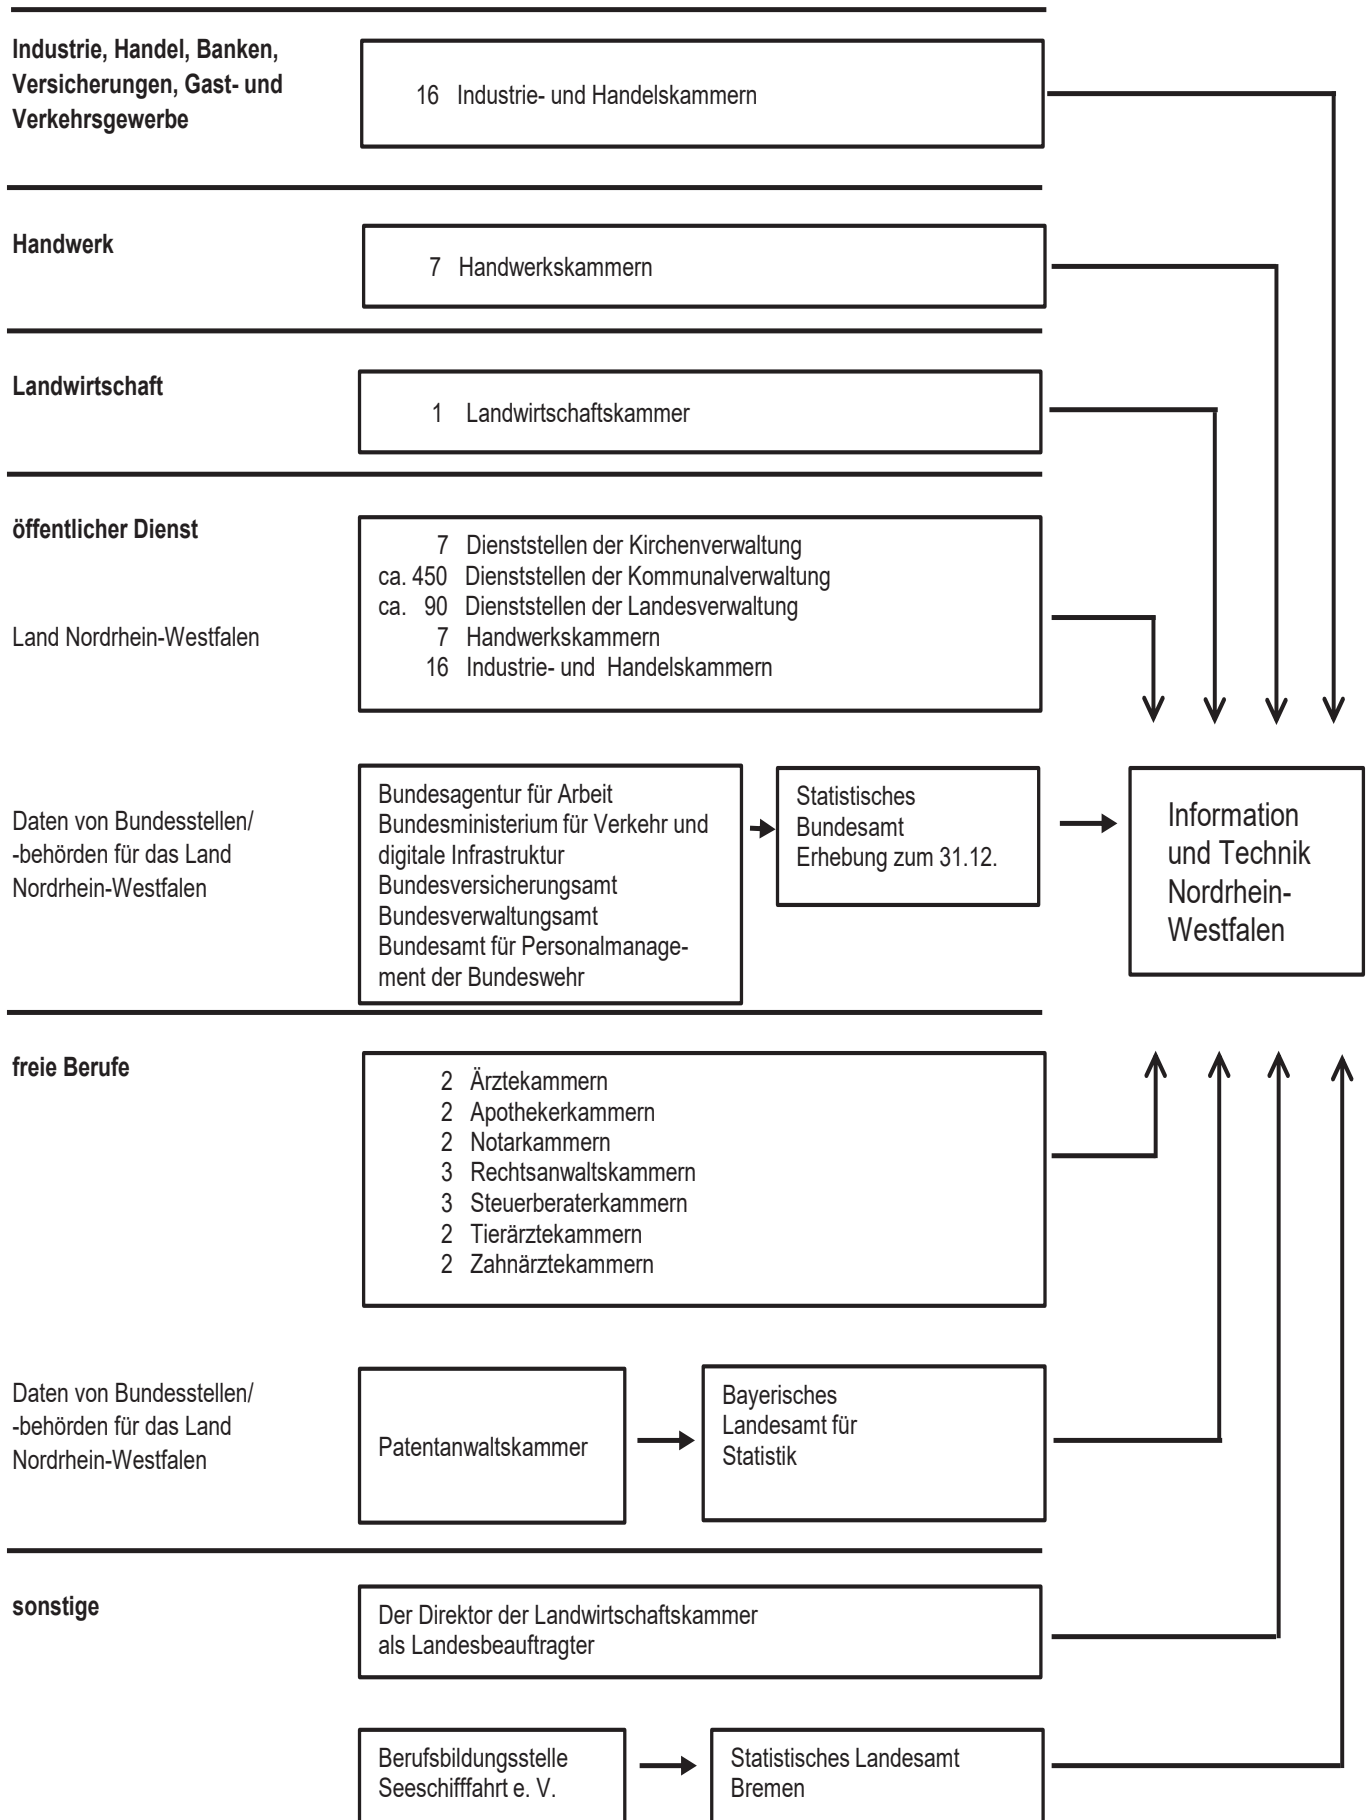 Industrie, Handel, Banken,
Versicherungen, Gast- und
Verkehrsgewerbe
16 Industrie- und Handelskammern
Handwerk
7 Handwerkskammern
Landwirtschaft
1 Landwirtschaftskammer
öffentlicher Dienst
Land Nordrhein-Westfalen
7 Dienststellen der Kirchenverwaltung
ca. 450 Dienststellen der Kommunalverwaltung
ca. 90 Dienststellen der Landesverwaltung
7 Handwerkskammern
16 Industrie- und Handelskammern
Daten von Bundesstellen/
-behörden für das Land
Nordrhein-Westfalen
Bundesagentur für Arbeit
Bundesministerium für Verkehr und
digitale Infrastruktur
Bundesversicherungsamt
Bundesverwaltungsamt
Bundesamt für Personalmanage-
ment der Bundeswehr
Statistisches
Bundesamt
Erhebung zum 31.12.
Information
und Technik
Nordrhein-
Westfalen
freie Berufe
2 Ärztekammern
2 Apothekerkammern
2 Notarkammern
3 Rechtsanwaltskammern
3 Steuerberaterkammern
2 Tierärztekammern
2 Zahnärztekammern
Daten von Bundesstellen/
-behörden für das Land
Nordrhein-Westfalen
Patentanwaltskammer
Bayerisches
Landesamt für
Statistik
sonstige
Der Direktor der Landwirtschaftskammer
als Landesbeauftragter
Berufsbildungsstelle
Seeschifffahrt e. V.
Statistisches Landesamt
Bremen